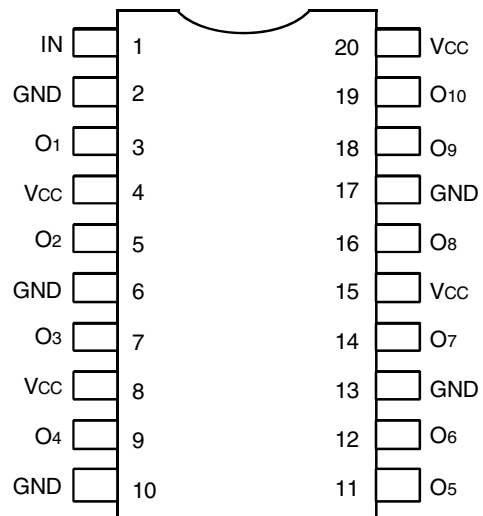 IN 1 20 VCC
GND 2 19 O10
O1 3 18 O9
VCC 4 17 GND
O2 5 16 O8
GND 6 15 VCC
O3 7 14 O7
VCC 8 13 GND
O4 9 12 O6
GND 10 11 O5